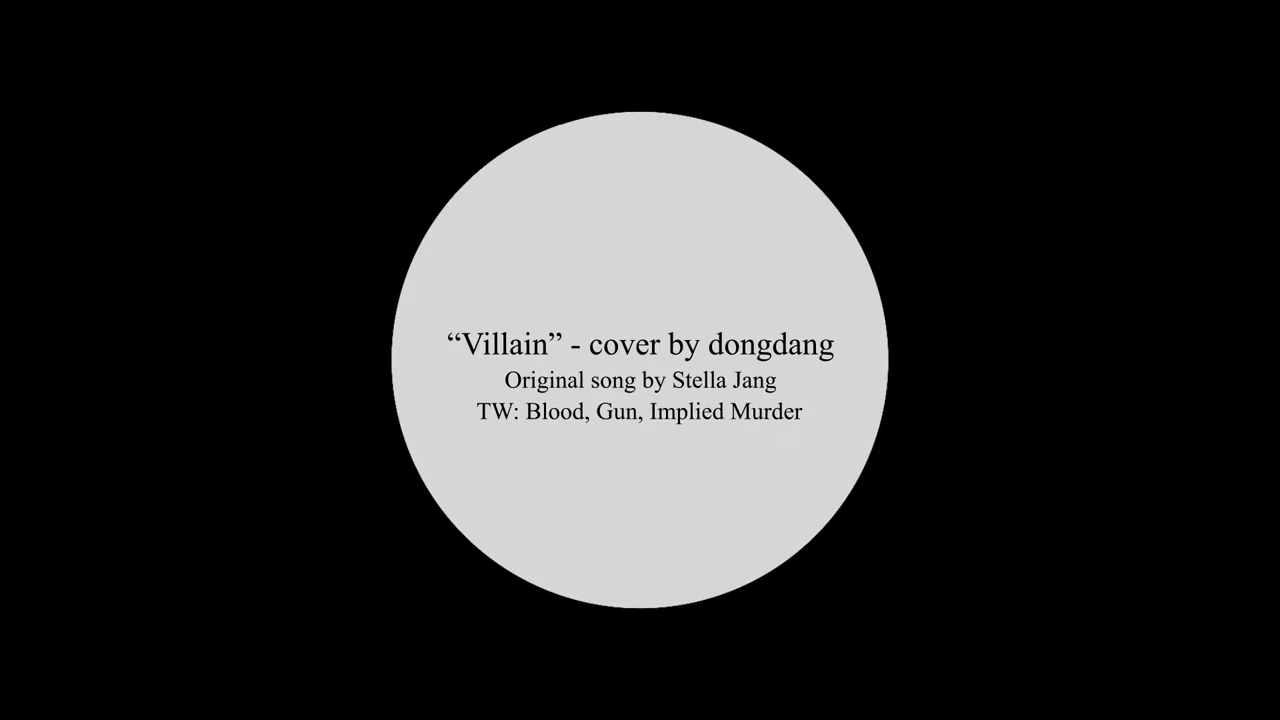 “Villain” - cover by dongdang
Original song by Stella Jang
TW: Blood, Gun, Implied Murder